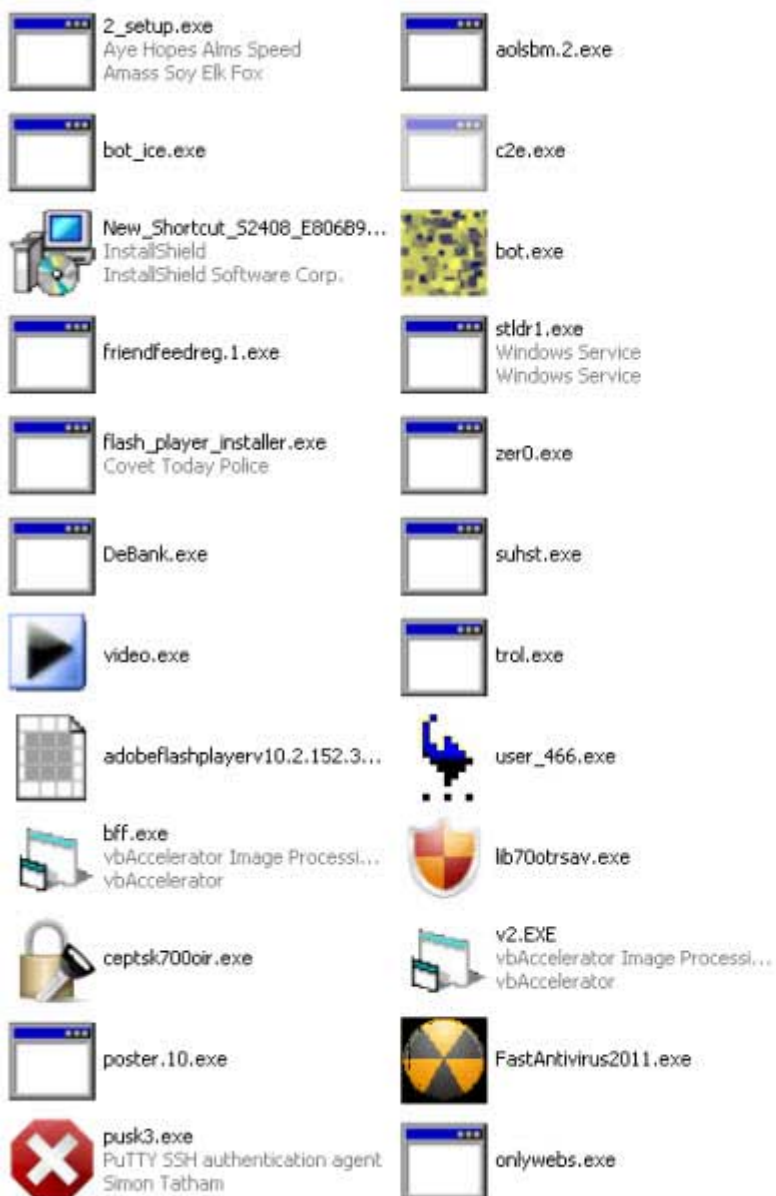 2_setup.exe
Aye Hopes Alms Speed
Amass Soy Elk Fox
aolsbm.2.exe
bot_ice.exe
c2e.exe
New_Shortcut_S2408_E806B9...
InstallShield
InstallShield Software Corp.
bot.exe
friendfeedreg.1.exe
stldr1.exe
Windows Service
Windows Service
flash_player_installer.exe
Covet Today Police
zer0.exe
DeBank.exe
suhst.exe
video.exe
trol.exe
adobeflashplayerv10.2.152.3...
user_466.exe
bff.exe
vbAccelerator Image Processi...
vbAccelerator
lib70otrsav.exe
ceptsk700oir.exe
v2.EXE
vbAccelerator Image Processi...
vbAccelerator
poster.10.exe
FastAntivirus2011.exe
pusk3.exe
PuTTY SSH authentication agent
Simon Tatham
onlywebs.exe